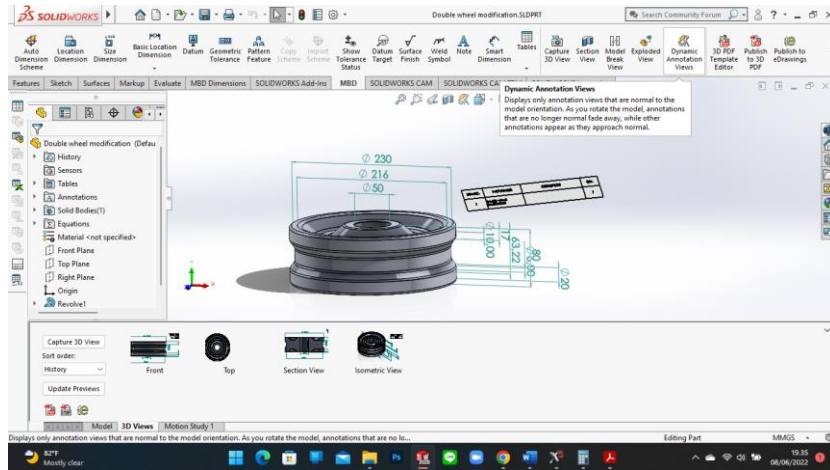 SOLIDWORKS
Double wheel modification.SLDPRT
Search Community Forum
Auto Dimension Scheme
Location Dimension
Size Dimension
Basic Location Dimension
Datum
Geometric Tolerance
Pattern Feature
Copy Scheme
Import Scheme
Show Tolerance Status
Datum Target
Surface Finish
Weld Symbol
Note
Smart Dimension
Tables
Capture 3D View
Section View
Model Break View
Exploded View
Dynamic Annotation Views
3D PDF Template Editor
Publish to 3D PDF
Publish to eDrawings
Features Sketch Surfaces Markup Evaluate MBD Dimensions SOLIDWORKS Add-Ins MBD SOLIDWORKS CAM
Dynamic Annotation Views
Displays only annotation views that are normal to the
model orientation. As you rotate the model, annotations
that are no longer normal fade away, while other
annotations appear as they approach normal.
Double wheel modification (Defau
History
Sensors
Tables
Annotations
Solid Bodies(1)
Equations
Material <not specified>
Front Plane
Top Plane
Right Plane
Origin
Revolve1
∅ 230
∅ 216
∅50
∅ 10,00
17
63,22
80
∅ 20
X
Capture 3D View
Sort order:
History
Update Previews
Front
Top
Section View
Isometric View
Model 3D Views Motion Study 1
Displays only annotation views that are normal to the model orientation. As you rotate the model, annotations that are no lo...
Editing Part
MMGS
82°F
Mostly clear
19.35
08/06/2022